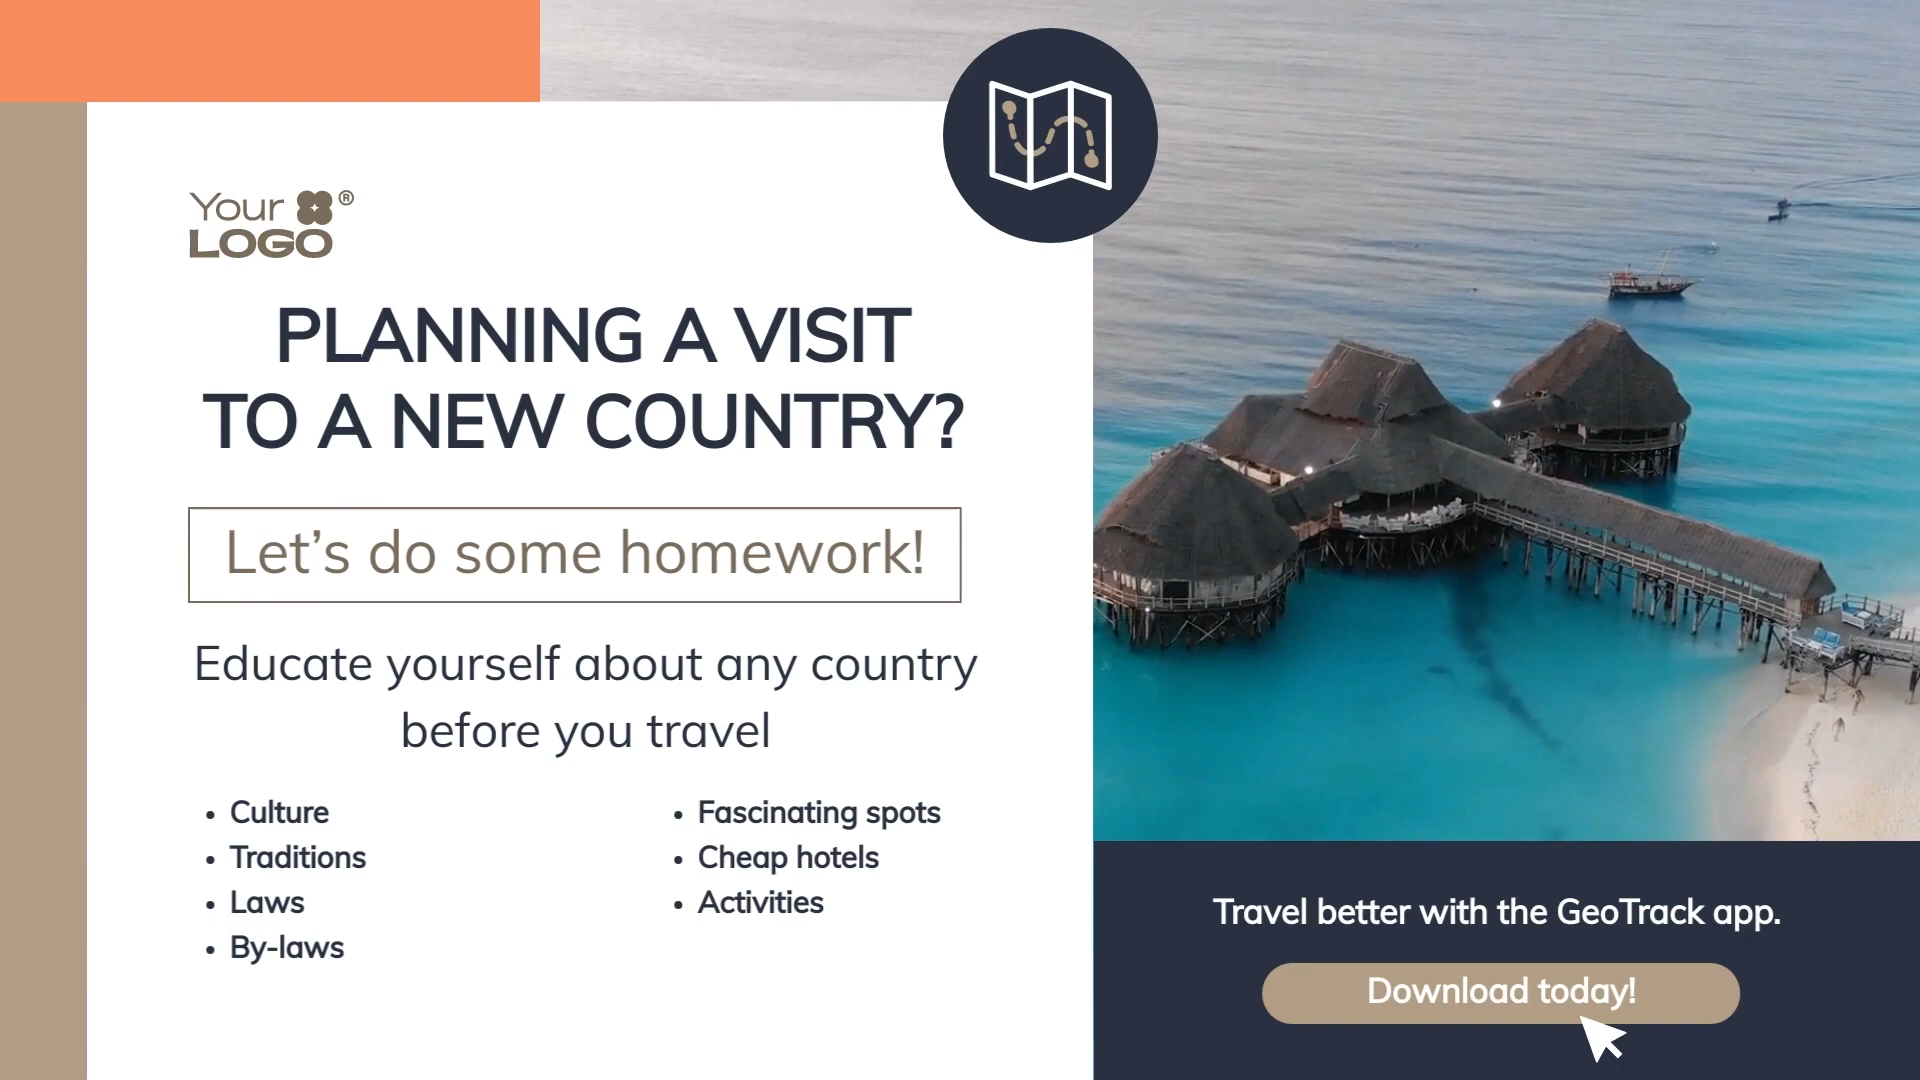 Your ®
LOGO
PLANNING A VISIT
TO A NEW COUNTRY?
Let’s do some homework!
Educate yourself about any country
before you travel
• Culture
• Traditions
• Laws
• By-laws
• Fascinating spots
• Cheap hotels
• Activities
Travel better with the GeoTrack app.
Download today!